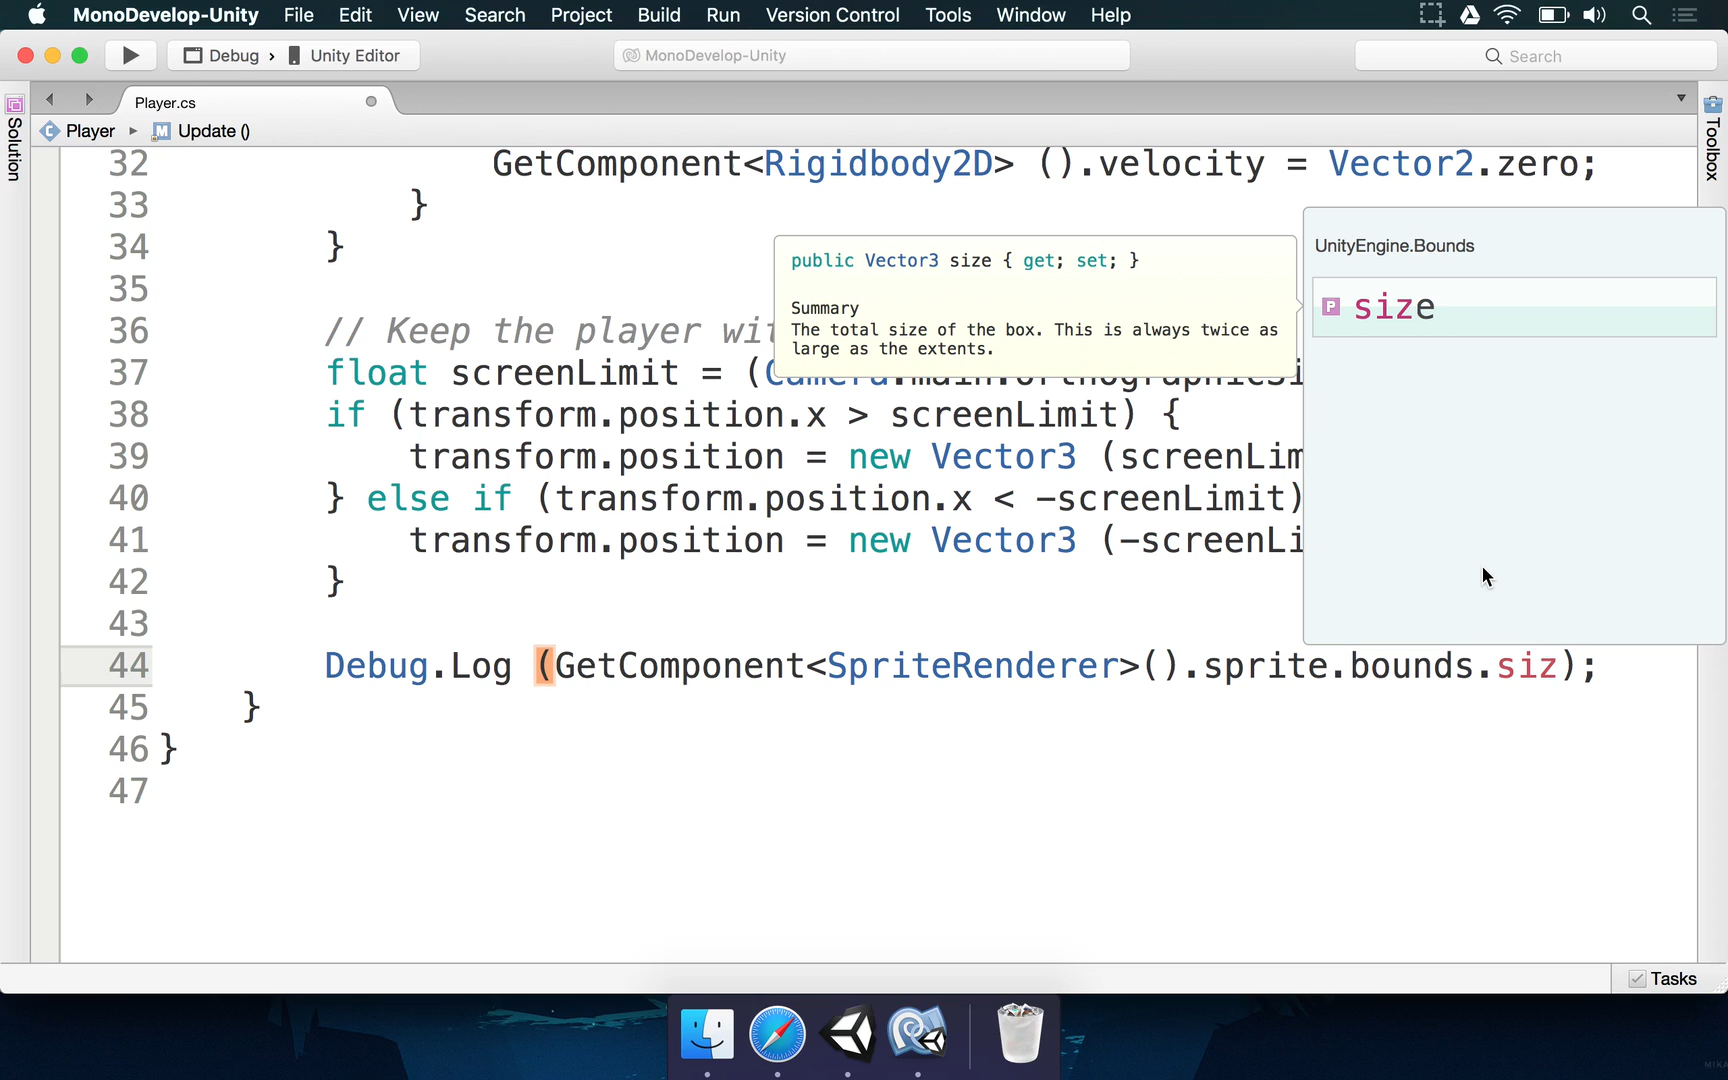 MonoDevelop-Unity File Edit View Search Project Build Run Version Control Tools Window Help
Debug › Unity Editor
MonoDevelop-Unity
Search
Player.cs
Player ▸ M Update ()
Solution
Toolbox
32 GetComponent<Rigidbody2D> ().velocity = Vector2.zero;
33 }
34 }
35
36 // Keep the player wi
37 float screenLimit = (Camera.main.orthographicSi
38 if (transform.position.x > screenLimit) {
39 transform.position = new Vector3 (screenLim
40 } else if (transform.position.x < -screenLimit)
41 transform.position = new Vector3 (-screenLi
42 }
43
44 Debug.Log (GetComponent<SpriteRenderer>().sprite.bounds.siz);
45 }
46 }
47
public Vector3 size { get; set; }
Summary
The total size of the box. This is always twice as
large as the extents.
UnityEngine.Bounds
P size
Tasks